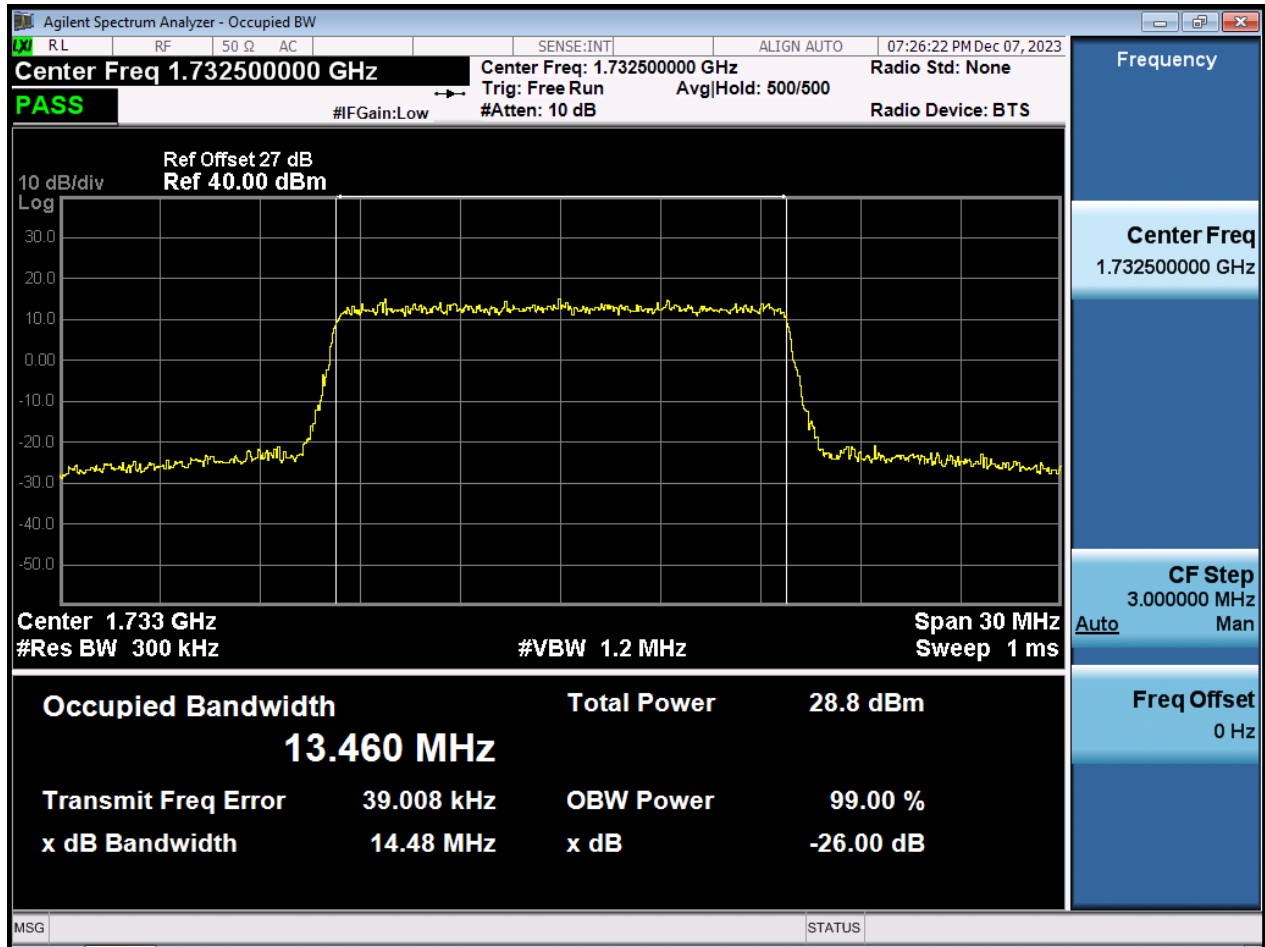 Agilent Spectrum Analyzer - Occupied BW
LXI RL RF 50 Ω AC SENSE:INT ALIGN AUTO 07:26:22 PM Dec 07, 2023
Center Freq 1.732500000 GHz
Center Freq: 1.732500000 GHz
Radio Std: None
Trig: Free Run Avg|Hold: 500/500
PASS
#IFGain:Low
#Atten: 10 dB
Radio Device: BTS
Ref Offset 27 dB
10 dB/div Ref 40.00 dBm
Log
30.0
20.0
10.0
0.00
-10.0
-20.0
-30.0
-40.0
-50.0
Center 1.733 GHz Span 30 MHz
#Res BW 300 kHz #VBW 1.2 MHz Sweep 1 ms
Occupied Bandwidth Total Power 28.8 dBm
13.460 MHz
Transmit Freq Error 39.008 kHz OBW Power 99.00 %
x dB Bandwidth 14.48 MHz x dB -26.00 dB
MSG STATUS
Frequency
Center Freq
1.732500000 GHz
CF Step
3.000000 MHz
Auto Man
Freq Offset
0 Hz